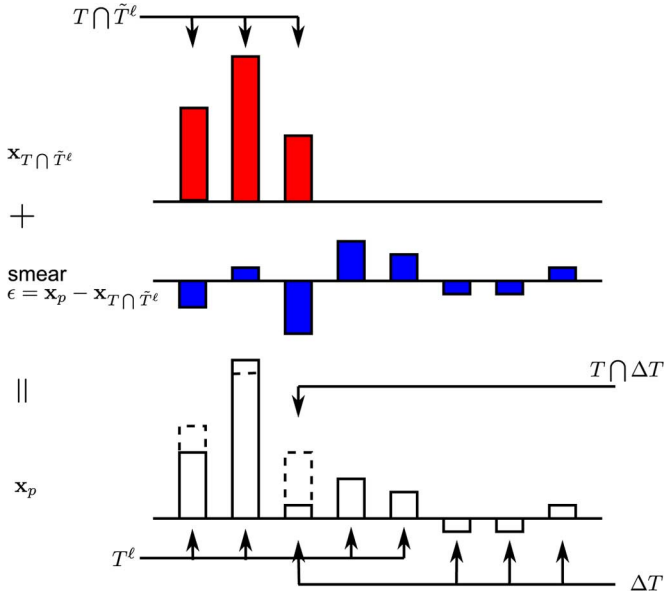 T ⋂ T̃^ℓ
𝐱_{T ⋂ T̃^ℓ}
+
smear
ϵ = 𝐱_p − 𝐱_{T ⋂ T̃^ℓ}
=
T ⋂ ΔT
𝐱_p
T^ℓ
ΔT